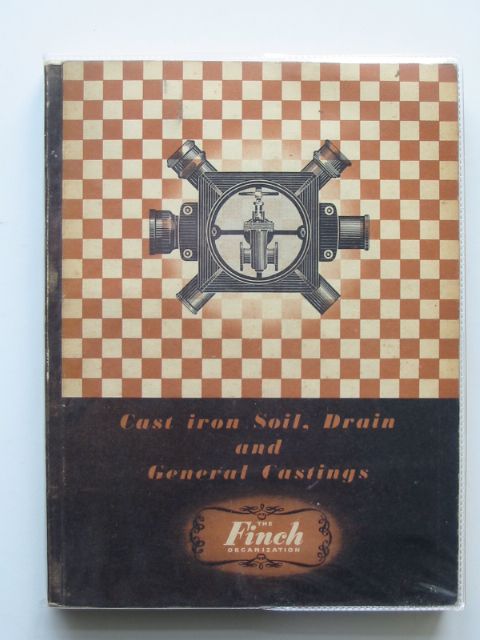 Cast iron Soil, Drain
and
General Castings
THE
Finch
ORGANIZATION